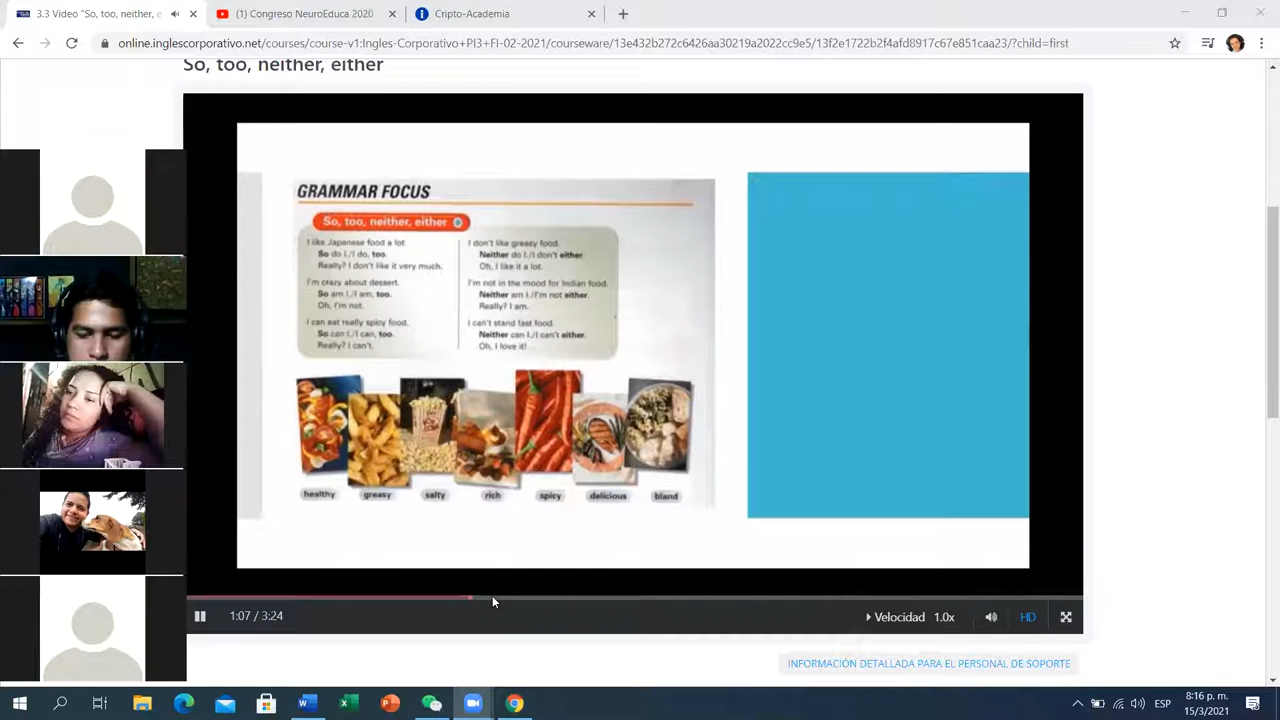 3.3 Video "So, too, neither, e
(1) Congreso NeuroEduca 2020
Cripto-Academia
online.inglescorporativo.net/courses/course-v1:Ingles-Corporativo+PI3+FI-02-2021/courseware/13e432b272c6426aa30219a2022cc9e5/13f2e1722b2f4afd8917c67e851caa23/?child=first
So, too, neither, either
GRAMMAR FOCUS
So, too, neither, either
I like Japanese food a lot
So do I./I do, too.
Really? I don't like it very much.
I'm crazy about dessert.
So am I./I am, too.
Oh, I'm not.
I can eat really spicy food.
So can I./I can, too.
Really? I can't.
I don't like greasy food.
Neither do I./I don't either.
Oh, I like it a lot.
I'm not in the mood for Indian food.
Neither am I./I'm not either.
Really? I am.
I can't stand fast food.
Neither can I./I can't either.
Oh, I love it!
healthy
greasy
salty
rich
spicy
delicious
bland
1:07 / 3:24
Velocidad 1.0x
HD
INFORMACIÓN DETALLADA PARA EL PERSONAL DE SOPORTE
ESP
8:16 p. m.
15/3/2021